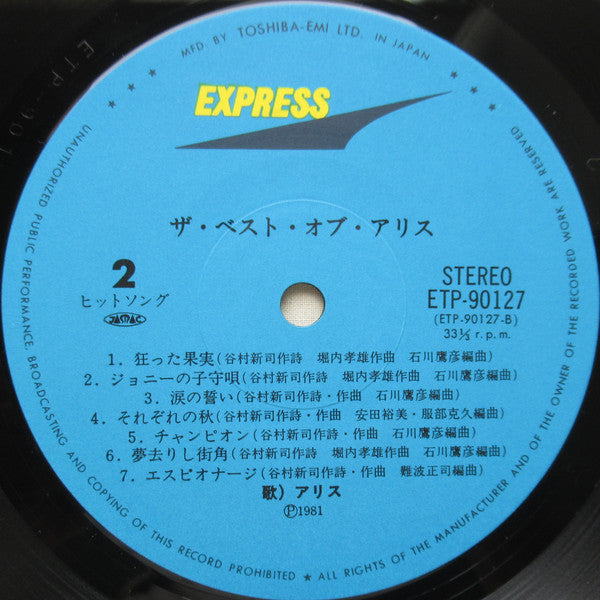 MFD. BY TOSHIBA-EMI LTD. IN JAPAN
EXPRESS
ザ・ベスト・オブ・アリス
2
ヒットソング
STEREO
ETP-90127
(ETP-90127-B)
33⅓ r.p.m.
1. 狂った果実(谷村新司作詩 堀内孝雄作曲 石川鷹彦編曲)
2. ジョニーの子守唄(谷村新司作詩 堀内孝雄作曲 石川鷹彦編曲)
3. 涙の誓い(谷村新司作詩・作曲 石川鷹彦編曲)
4. それぞれの秋(谷村新司作詩・作曲 安田裕美・服部克久編曲)
5. チャンピオン(谷村新司作詩・作曲 石川鷹彦編曲)
6. 夢去りし街角(谷村新司作詩・作曲 石川鷹彦編曲)
7. エスピオナージ(谷村新司作詩・作曲 難波正司編曲)
歌) アリス
Ⓟ1981
UNAUTHORIZED PUBLIC PERFORMANCE, BROADCASTING AND COPYING OF THIS RECORD PROHIBITED ★ ALL RIGHTS OF THE MANUFACTURER AND OF THE OWNER OF THE RECORDED WORK ARE RESERVED